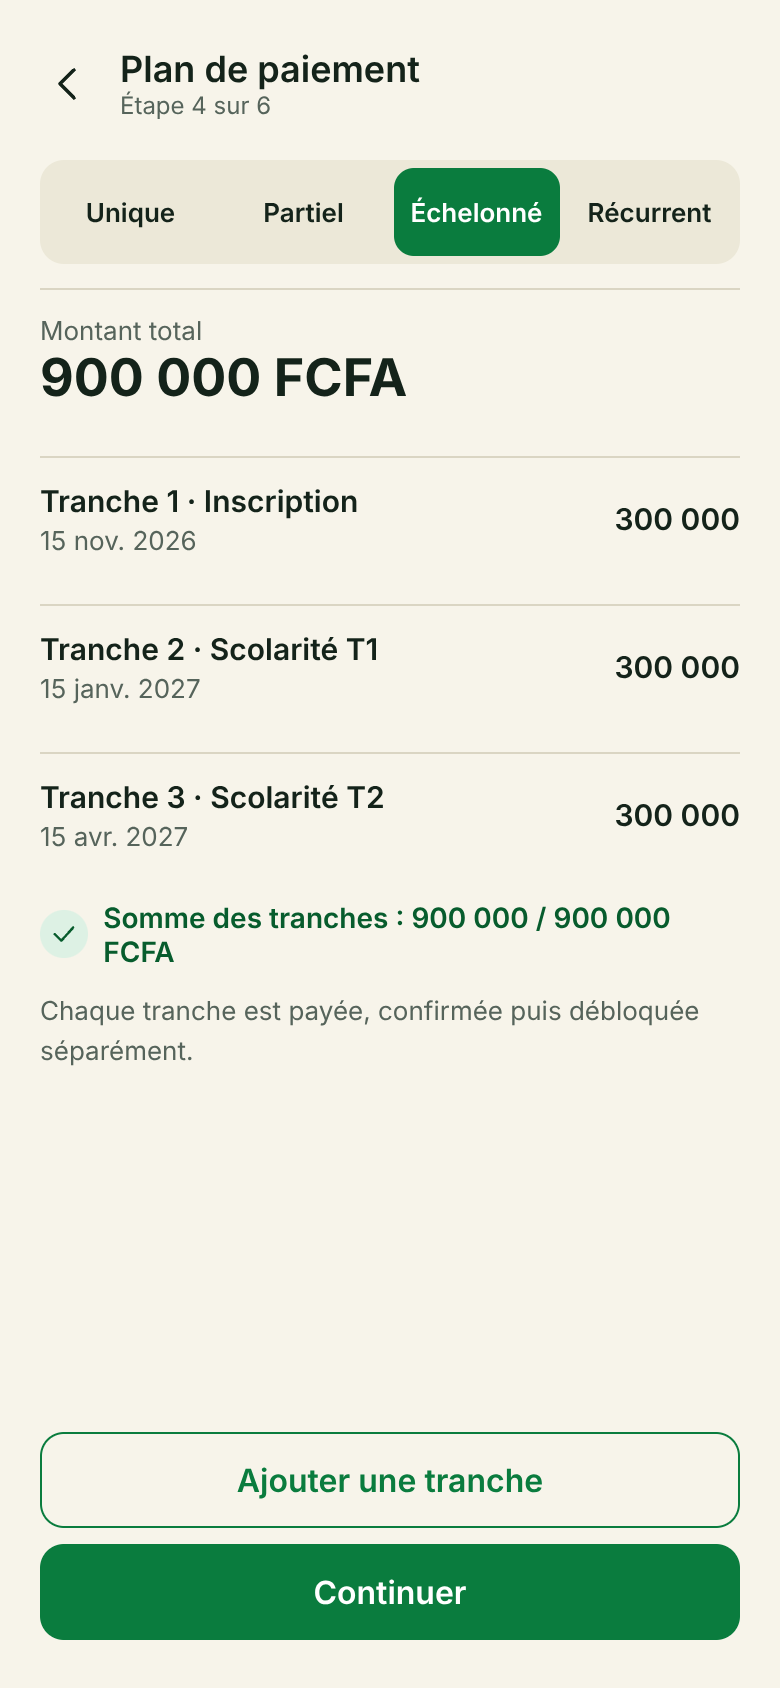 Plan de paiement
Étape 4 sur 6
Unique Partiel Échelonné Récurrent
Montant total
900 000 FCFA
Tranche 1 · Inscription
300 000
15 nov. 2026
Tranche 2 · Scolarité T1
300 000
15 janv. 2027
Tranche 3 · Scolarité T2
300 000
15 avr. 2027
Somme des tranches : 900 000 / 900 000
FCFA
Chaque tranche est payée, confirmée puis débloquée
séparément.
Ajouter une tranche
Continuer